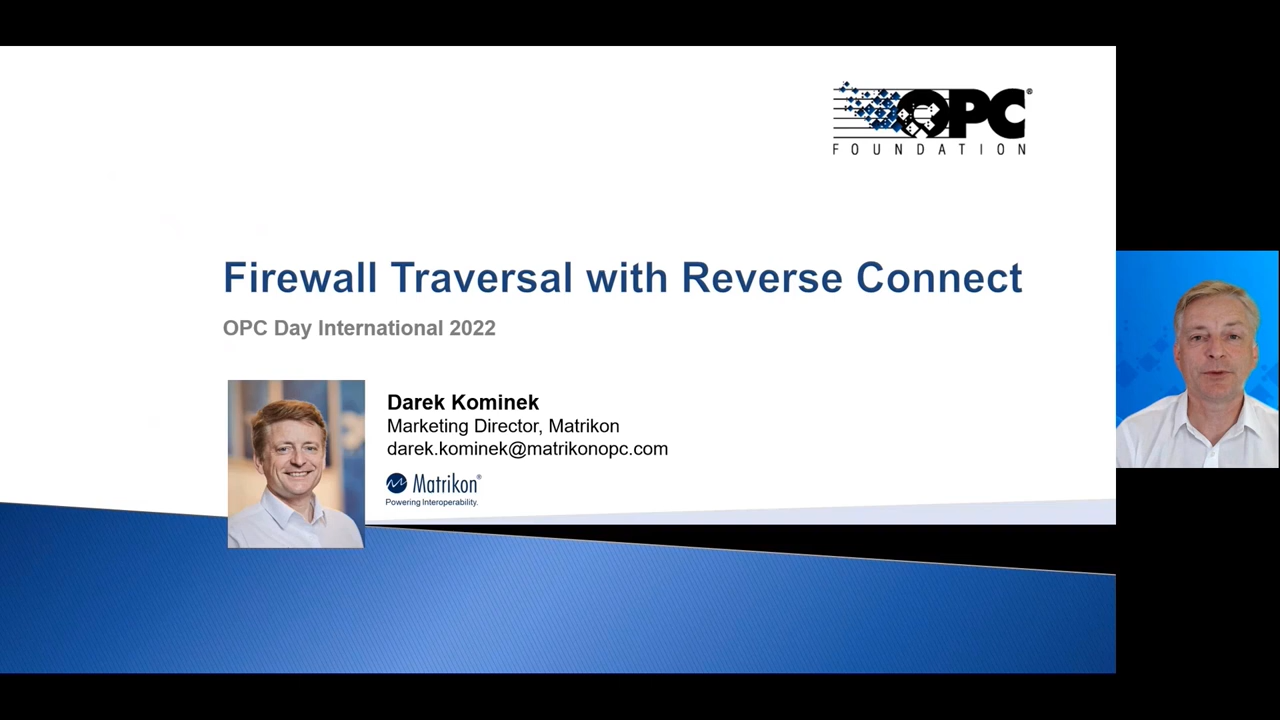 OPC®
FOUNDATION
Firewall Traversal with Reverse Connect
OPC Day International 2022
Darek Kominek
Marketing Director, Matrikon
darek.kominek@matrikonopc.com
Matrikon®
Powering Interoperability.